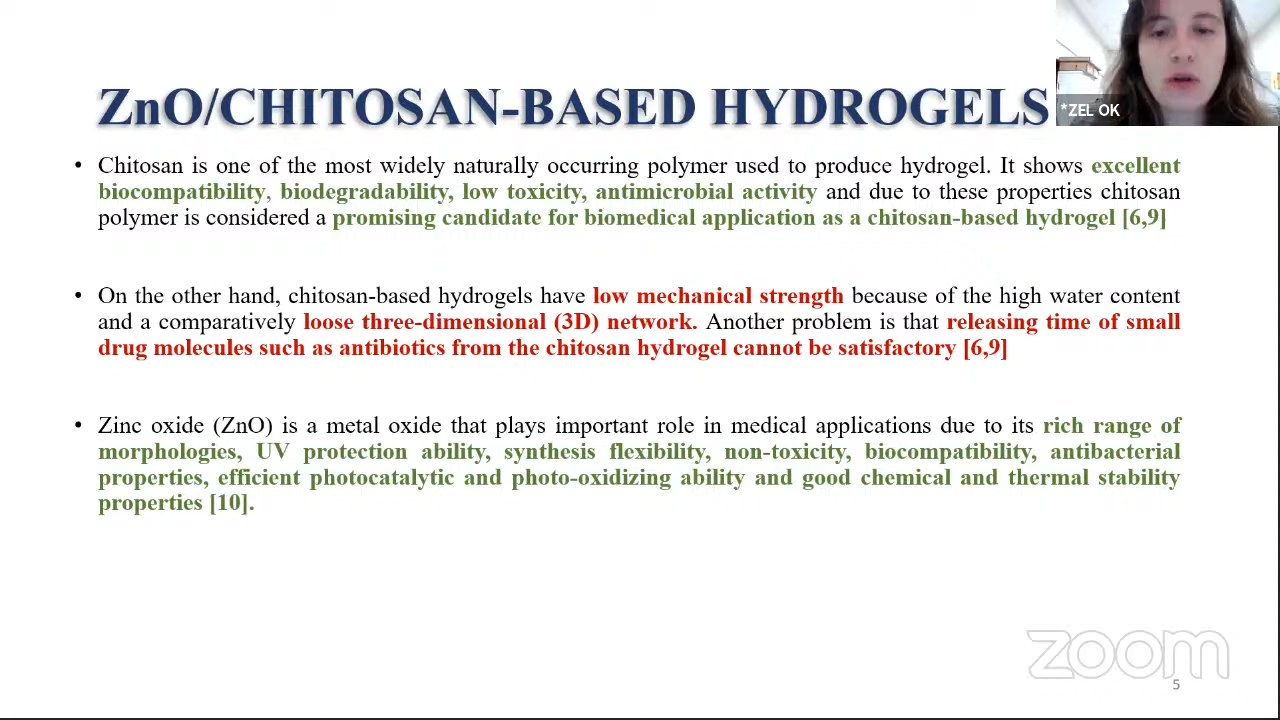 ZnO/CHITOSAN-BASED HYDROGELS
*ZEL OK
• Chitosan is one of the most widely naturally occurring polymer used to produce hydrogel. It shows excellent
biocompatibility, biodegradability, low toxicity, antimicrobial activity and due to these properties chitosan
polymer is considered a promising candidate for biomedical application as a chitosan-based hydrogel [6,9]
• On the other hand, chitosan-based hydrogels have low mechanical strength because of the high water content
and a comparatively loose three-dimensional (3D) network. Another problem is that releasing time of small
drug molecules such as antibiotics from the chitosan hydrogel cannot be satisfactory [6,9]
• Zinc oxide (ZnO) is a metal oxide that plays important role in medical applications due to its rich range of
morphologies, UV protection ability, synthesis flexibility, non-toxicity, biocompatibility, antibacterial
properties, efficient photocatalytic and photo-oxidizing ability and good chemical and thermal stability
properties [10].
zoom
5